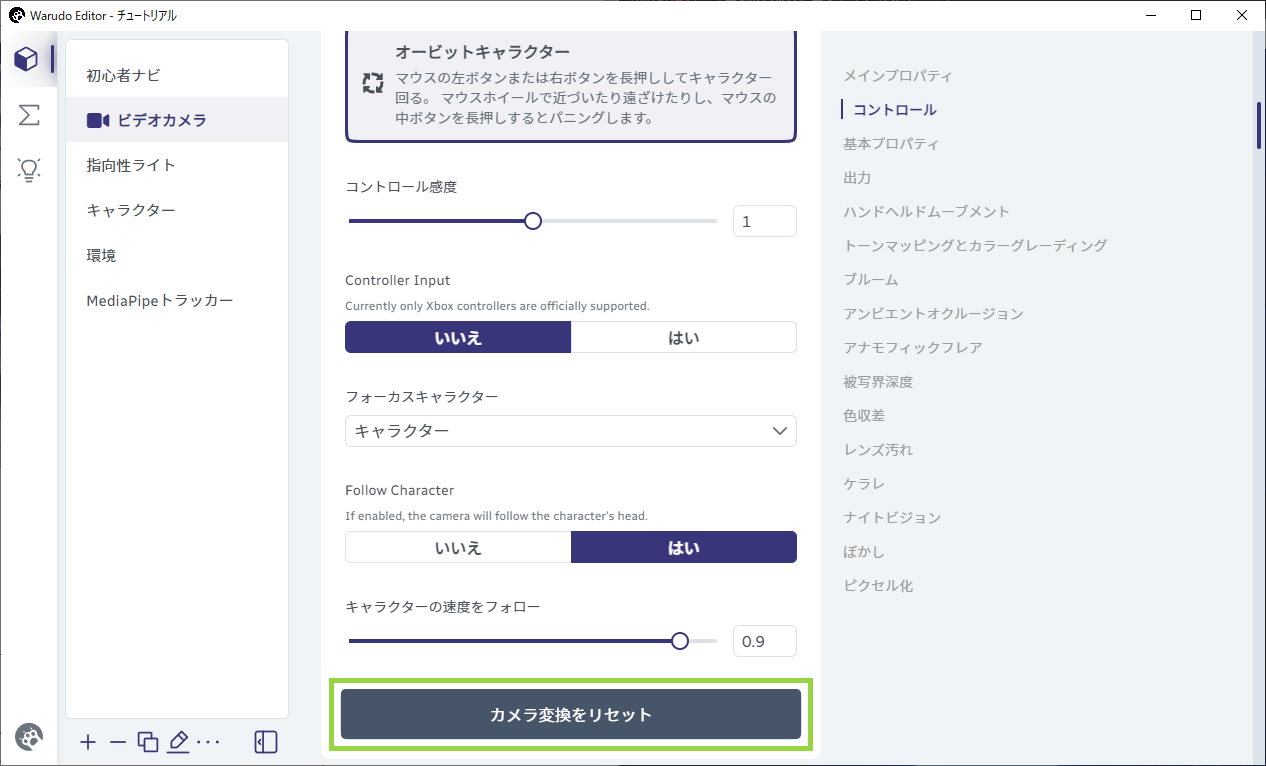 Warudo Editor - チュートリアル
初心者ナビ
ビデオカメラ
指向性ライト
キャラクター
環境
MediaPipeトラッカー
オービットキャラクター
マウスの左ボタンまたは右ボタンを長押ししてキャラクター
回る。 マウスホイールで近づいたり遠ざけたりし、マウスの
中ボタンを長押しするとパニングします。
コントロール感度
1
Controller Input
Currently only Xbox controllers are officially supported.
いいえ はい
フォーカスキャラクター
キャラクター
Follow Character
If enabled, the camera will follow the character's head.
いいえ はい
キャラクターの速度をフォロー
0.9
カメラ変換をリセット
メインプロパティ
コントロール
基本プロパティ
出力
ハンドヘルドムーブメント
トーンマッピングとカラーグレーディング
ブルーム
アンビエントオクルージョン
アナモフィックフレア
被写界深度
色収差
レンズ汚れ
ケラレ
ナイトビジョン
ぼかし
ピクセル化